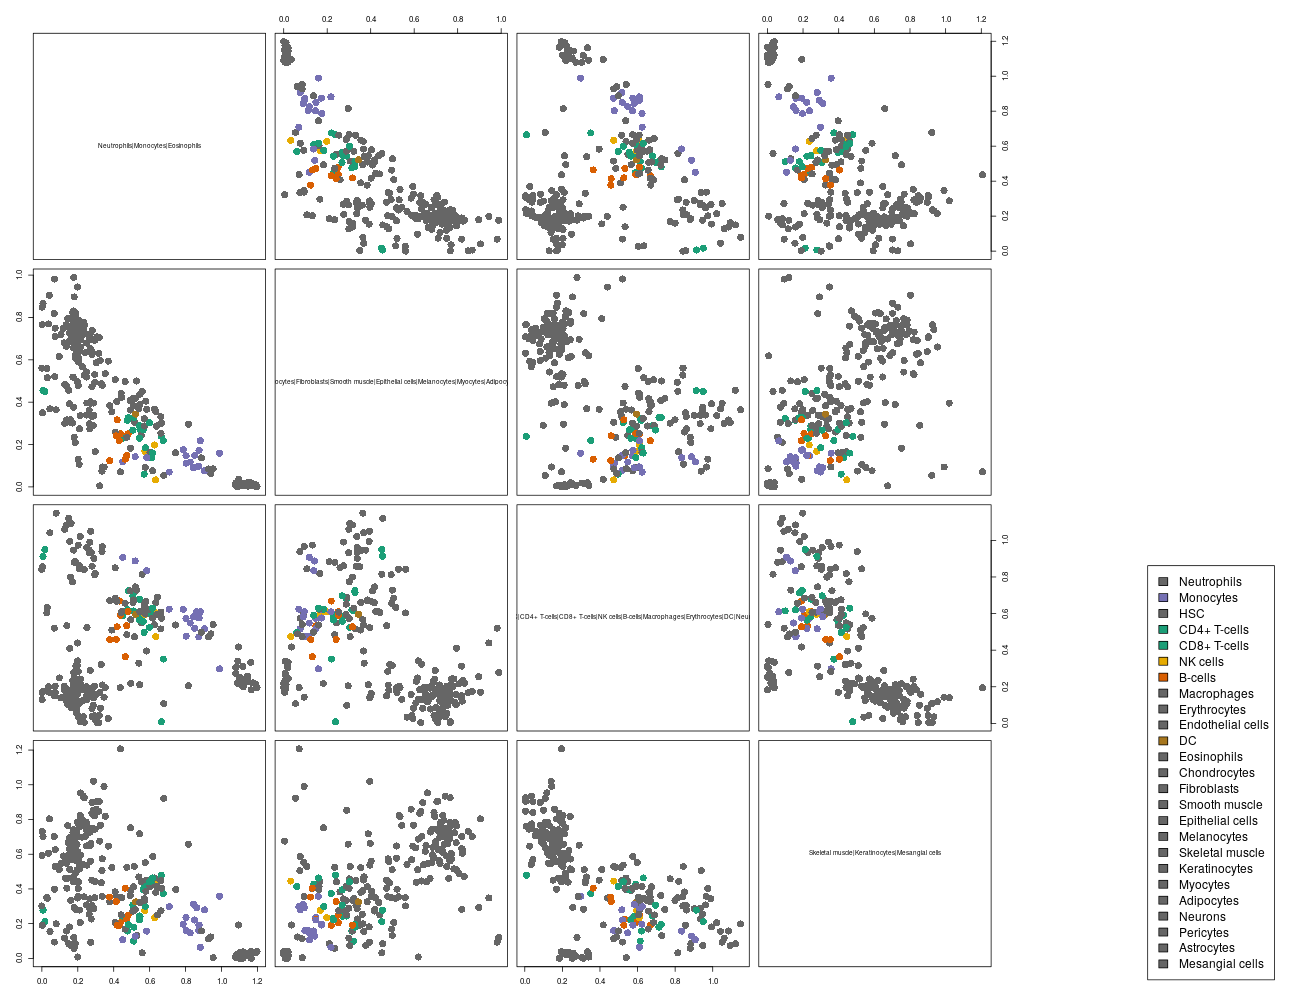 0.0 0.2 0.4 0.6 0.8 1.0
0.0 0.2 0.4 0.6 0.8 1.0 1.2
Neutrophils|Monocytes|Eosinophils
0.0 0.2 0.4 0.6 0.8 1.0 1.2
0.0 0.2 0.4 0.6 0.8 1.0
ocytes|Fibroblasts|Smooth muscle|Epithelial cells|Melanocytes|Myocytes|Adipocy
|CD4+ T-cells|CD8+ T-cells|NK cells|B-cells|Macrophages|Erythrocytes|DC|Neu
0.0 0.2 0.4 0.6 0.8 1.0
0.0 0.2 0.4 0.6 0.8 1.0 1.2
Skeletal muscle|Keratinocytes|Mesangial cells
0.0 0.2 0.4 0.6 0.8 1.0 1.2
0.0 0.2 0.4 0.6 0.8 1.0
Neutrophils
Monocytes
HSC
CD4+ T-cells
CD8+ T-cells
NK cells
B-cells
Macrophages
Erythrocytes
Endothelial cells
DC
Eosinophils
Chondrocytes
Fibroblasts
Smooth muscle
Epithelial cells
Melanocytes
Skeletal muscle
Keratinocytes
Myocytes
Adipocytes
Neurons
Pericytes
Astrocytes
Mesangial cells